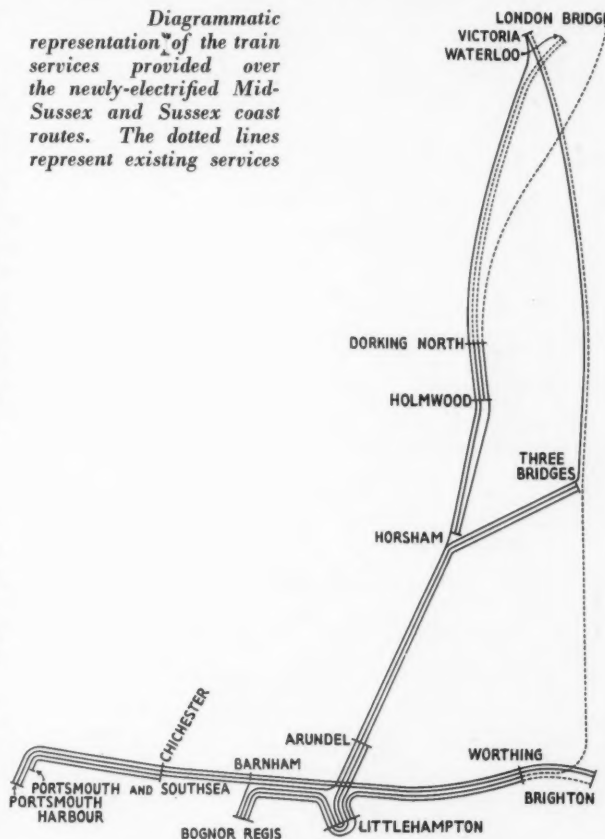 Diagrammatic
representation of the train
services provided over
the newly-electrified Mid-
Sussex and Sussex coast
routes. The dotted lines
represent existing services
LONDON BRIDGE
VICTORIA
WATERLOO
DORKING NORTH
HOLMWOOD
THREE
BRIDGES
HORSHAM
CHICHESTER
ARUNDEL
WORTHING
BARNHAM
PORTSMOUTH AND SOUTHSEA
PORTSMOUTH
HARBOUR
BRIGHTON
LITTLEHAMPTON
BOGNOR REGIS